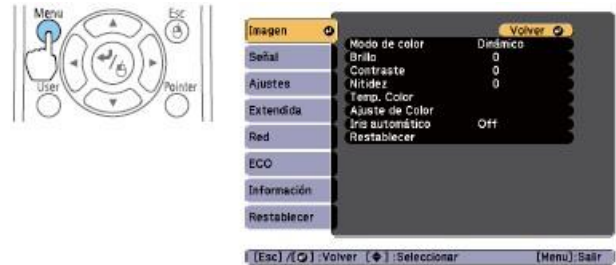 Menu
Esc
User
Pointer
Imagen
Señal
Ajustes
Extendida
Red
ECO
Información
Restablecer
Volver
Modo de color Dinámico
Brillo 0
Contraste 0
Nitidez 0
Temp. Color
Ajuste de Color
Iris automático Off
Restablecer
[Esc] /[ ] :Volver [ ] :Seleccionar [Menu]:Salir